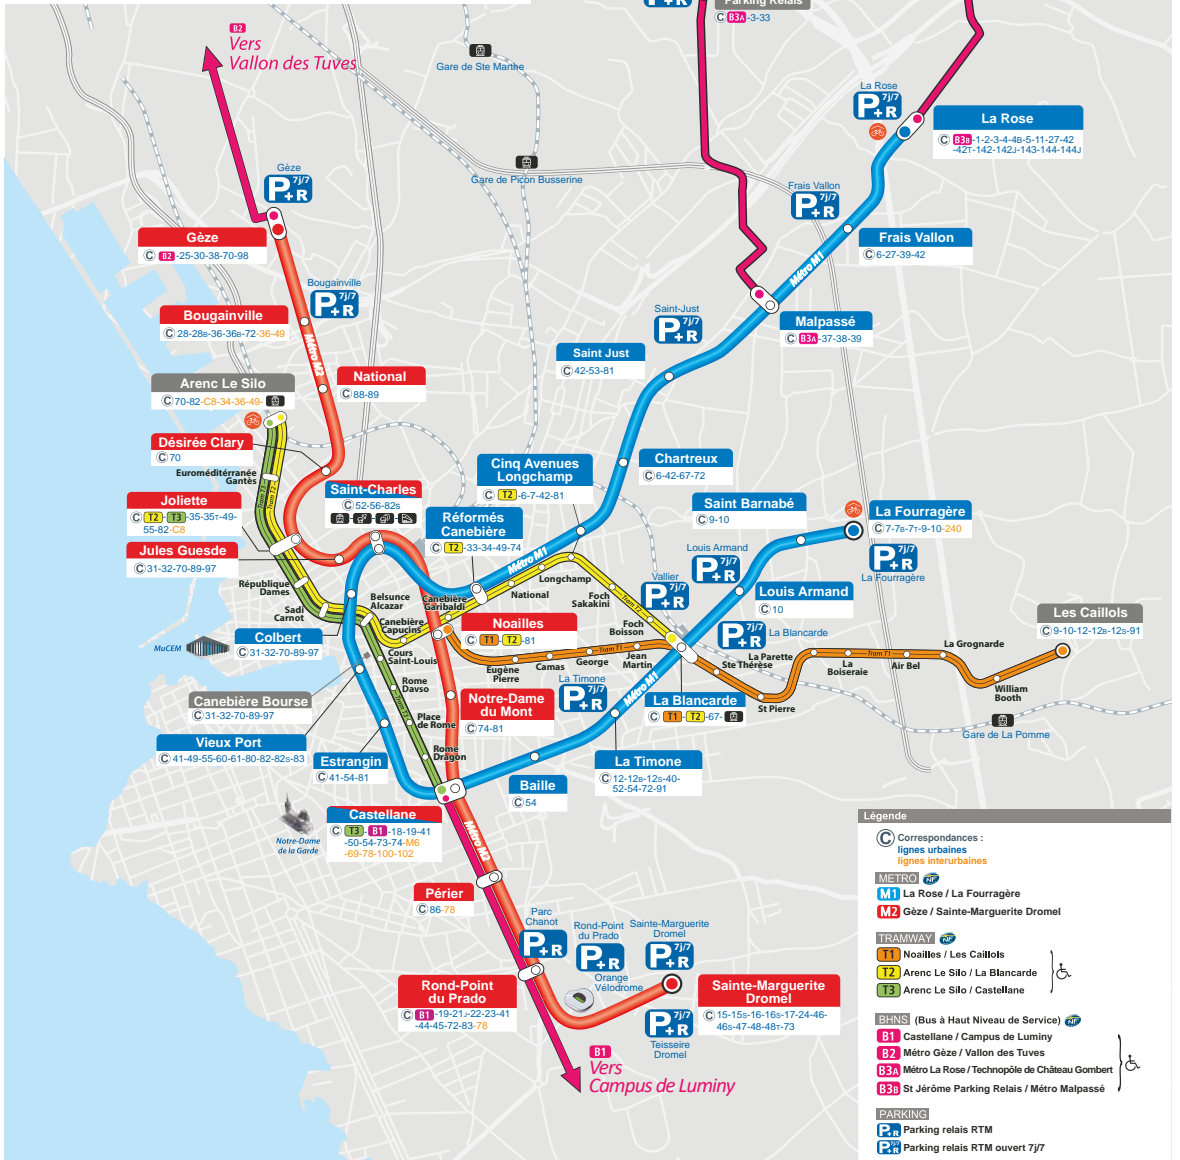 Parking Relais
C B3A -3-33
B2
Vers
Vallon des Tuves
Gare de Ste Marthe
La Rose
P+R 7j/7
La Rose
C B3B -1-2-3-4-4B-5-11-27-42
-42T-142-142J-143-144-144J
Gare de Picon Busserine
Gèze
P+R 7j/7
Frais Vallon
P+R 7j/7
Gèze
C B2 -25-30-38-70-98
Frais Vallon
C 6-27-39-42
Métro M1
Bougainville
P+R 7j/7
Bougainville
C 28-28B-36-36B-72-36-49
Métro M2
Saint-Just
P+R 7j/7
Malpassé
C B3A -37-38-39
Saint Just
C 42-53-81
National
C 88-89
Arenc Le Silo
C 70-82-C8-34-36-49-
Désirée Clary
C 70
Euroméditérranée
Gantès
Tram T3
Tram T2
Cinq Avenues
Longchamp
C T2 -6-7-42-81
Chartreux
C 6-42-67-72
Saint-Charles
C 52-56-82S
Joliette
C T2 - T3 -35-35T-49-
55-82-C8
Saint Barnabé
C 9-10
La Fourragère
C 7-7B-7T-9-10-240
P+R 7j/7
La Fourragère
Réformés
Canebière
C T2 -33-34-49-74
Métro M1
Jules Guesde
C 31-32-70-89-97
Louis Armand
P+R 7j/7
Louis Armand
C 10
République
Dames
Belsunce
Alcazar
Canebière
Garibaldi
National
Longchamp
Foch
Sakakini
Vallier
P+R 7j/7
Tram T2
Foch
Boisson
Sadi
Carnot
Canebière
Capucins
Noailles
C T1 - T2 -81
P+R 7j/7
La Blancarde
Les Caillols
C 9-10-12-12B-12S-91
MuCEM
Colbert
C 31-32-70-89-97
Cours
Saint-Louis
Eugène
Pierre
Camas
George
Tram T1
Jean
Martin
Ste Thérèse
La Parette
La
Boiseraie
Tram T1
Air Bel
La Grognarde
William
Booth
St Pierre
La Timone
P+R 7j/7
Métro M1
La Blancarde
C T1 - T2 -67-
Gare de La Pomme
Canebière Bourse
C 31-32-70-89-97
Rome
Davso
Notre-Dame
du Mont
C 74-81
Tram T3
Place
de Rome
Vieux Port
C 41-49-55-60-61-80-82-82S-83
Estrangin
C 41-54-81
Rome
Dragon
Baille
C 54
La Timone
C 12-12B-12S-40-
52-54-72-91
Notre-Dame
de la Garde
Castellane
C T3 - B1 -18-19-41
-50-54-73-74-M6
-69-78-100-102
Métro M2
Périer
C 86-78
Parc
Chanot
P+R
Rond-Point
du Prado
P+R
Orange
Vélodrome
Sainte-Marguerite
Dromel
P+R 7j/7
Rond-Point
du Prado
C B1 -19-21J-22-23-41
-44-45-72-83-78
Sainte-Marguerite
Dromel
C 15-15S-16-16S-17-24-46-
46S-47-48-48T-73
P+R 7j/7
Teisseire
Dromel
B1
Vers
Campus de Luminy
Légende
C Correspondances :
lignes urbaines
lignes interurbaines
METRO NF
M1 La Rose / La Fourragère
M2 Gèze / Sainte-Marguerite Dromel
TRAMWAY NF
T1 Noailles / Les Caillols
T2 Arenc Le Silo / La Blancarde
T3 Arenc Le Silo / Castellane
BHNS (Bus à Haut Niveau de Service) NF
B1 Castellane / Campus de Luminy
B2 Métro Gèze / Vallon des Tuves
B3A Métro La Rose / Technopôle de Château Gombert
B3B St Jérôme Parking Relais / Métro Malpassé
PARKING
P+R Parking relais RTM
P+R 7j/7 Parking relais RTM ouvert 7j/7